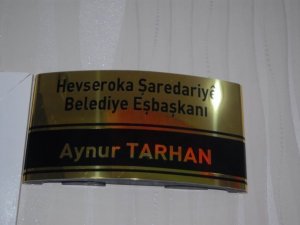 Hevseroka Şaredariyê
Belediye Eşbaşkanı
Aynur TARHAN